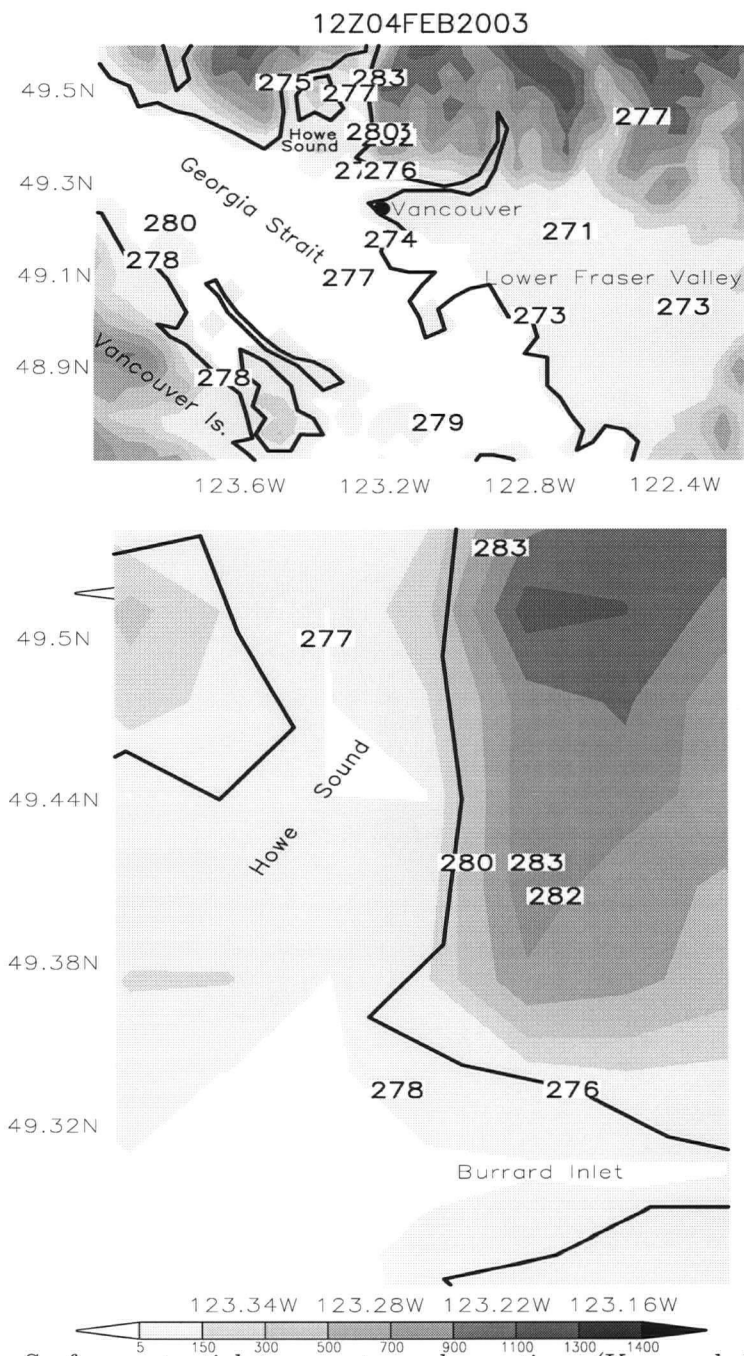 12Z04FEB2003
49.5N
275
283
277
277
Howe
Sound
49.3N
276
Georgia Strait
Vancouver
280
274
271
278
49.1N
277
Lower Fraser Valley
273
273
48.9N
Vancouver Is.
278
279
123.6W 123.2W 122.8W 122.4W
283
49.5N
277
Howe Sound
49.44N
280 283
282
49.38N
278 276
49.32N
Burrard Inlet
123.34W 123.28W 123.22W 123.16W
5 150 300 500 700 900 1100 1300 1400